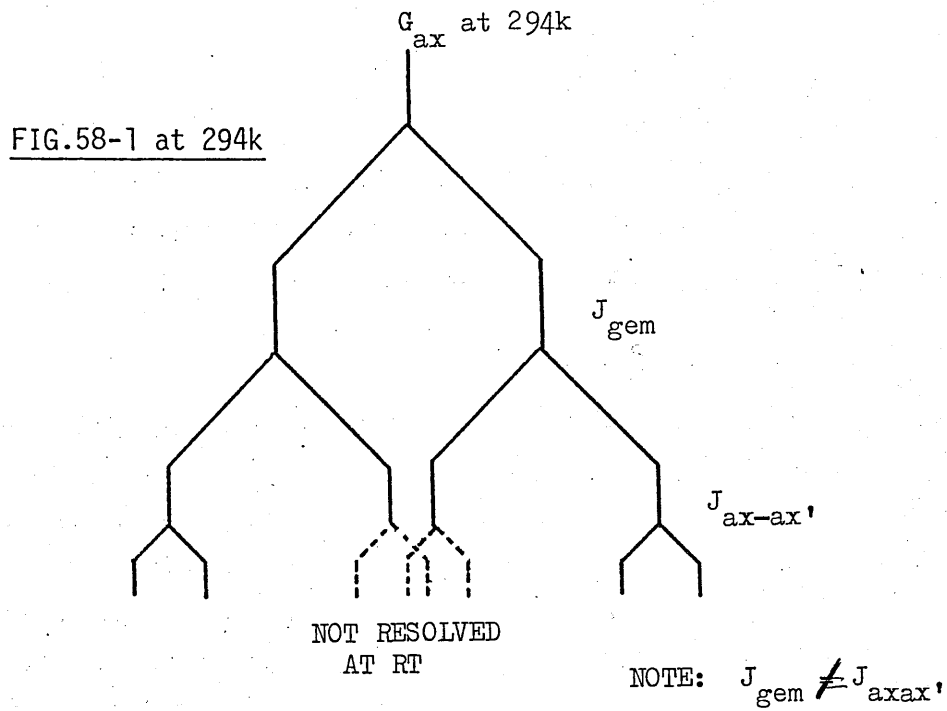 G_ax at 294k
FIG.58-1 at 294k
J_gem
J_ax-ax'
NOT RESOLVED
AT RT
NOTE: J_gem ≠ J_axax'